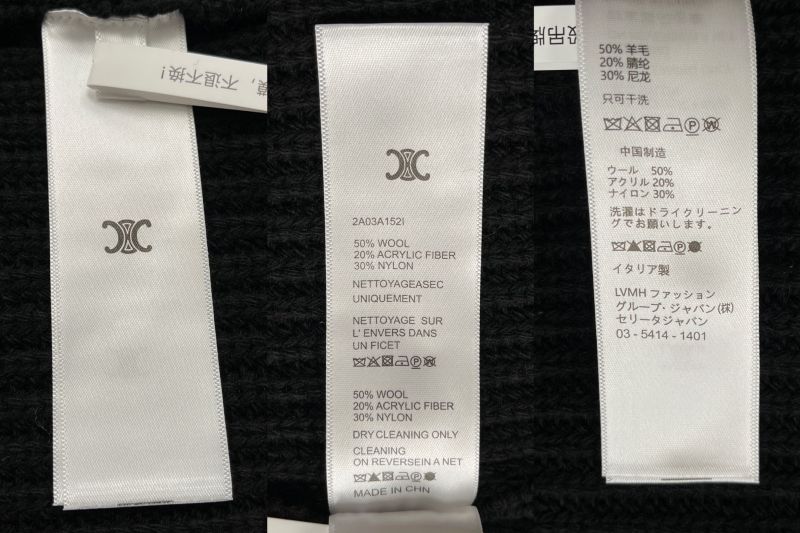 不退不换!
2A03A152I
50% WOOL
20% ACRYLIC FIBER
30% NYLON
NETTOYAGEASEC
UNIQUEMENT
NETTOYAGE SUR
L' ENVERS DANS
UN FICET
50% WOOL
20% ACRYLIC FIBER
30% NYLON
DRY CLEANING ONLY
CLEANING
ON REVERSEIN A NET
MADE IN CHN
吊牌
50% 羊毛
20% 腈纶
30% 尼龙
只可干洗
中国制造
ウール 50%
アクリル 20%
ナイロン 30%
洗濯はドライクリーニン
グでお願いします。
イタリア製
LVMH ファッション
グループ・ジャパン(株)
セリータジャパン
03 - 5414 - 1401